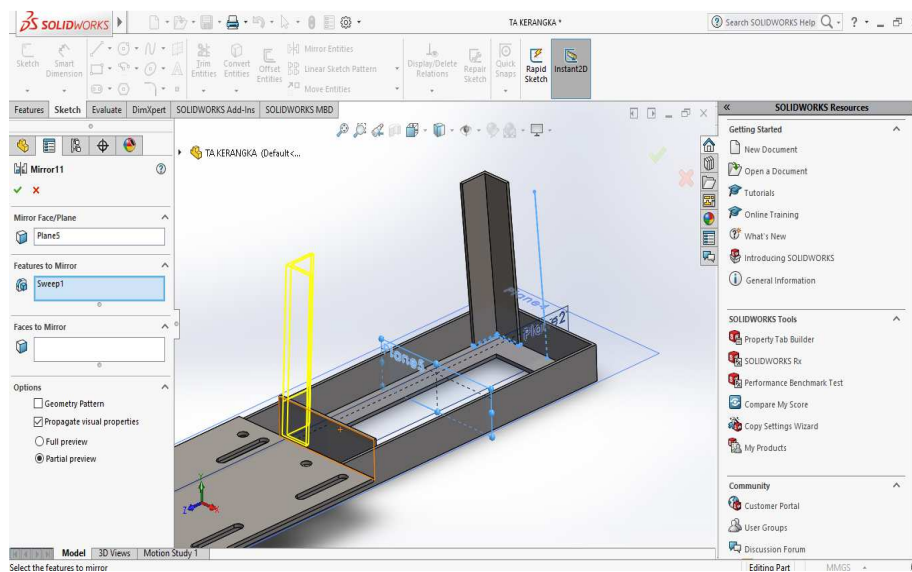 SOLIDWORKS
TA KERANGKA *
Search SOLIDWORKS Help
Sketch
Smart Dimension
Trim Entities
Convert Entities
Offset Entities
Mirror Entities
Linear Sketch Pattern
Move Entities
Display/Delete Relations
Repair Sketch
Quick Snaps
Rapid Sketch
Instant2D
Features Sketch Evaluate DimXpert SOLIDWORKS Add-Ins SOLIDWORKS MBD
TA KERANGKA (Default<...
Mirror11
Mirror Face/Plane
Plane5
Features to Mirror
Sweep1
Faces to Mirror
Options
Geometry Pattern
Propagate visual properties
Full preview
Partial preview
Model 3D Views Motion Study 1
Select the features to mirror
Editing Part MMGS
SOLIDWORKS Resources
Getting Started
New Document
Open a Document
Tutorials
Online Training
What's New
Introducing SOLIDWORKS
General Information
SOLIDWORKS Tools
Property Tab Builder
SOLIDWORKS Rx
Performance Benchmark Test
Compare My Score
Copy Settings Wizard
My Products
Community
Customer Portal
User Groups
Discussion Forum